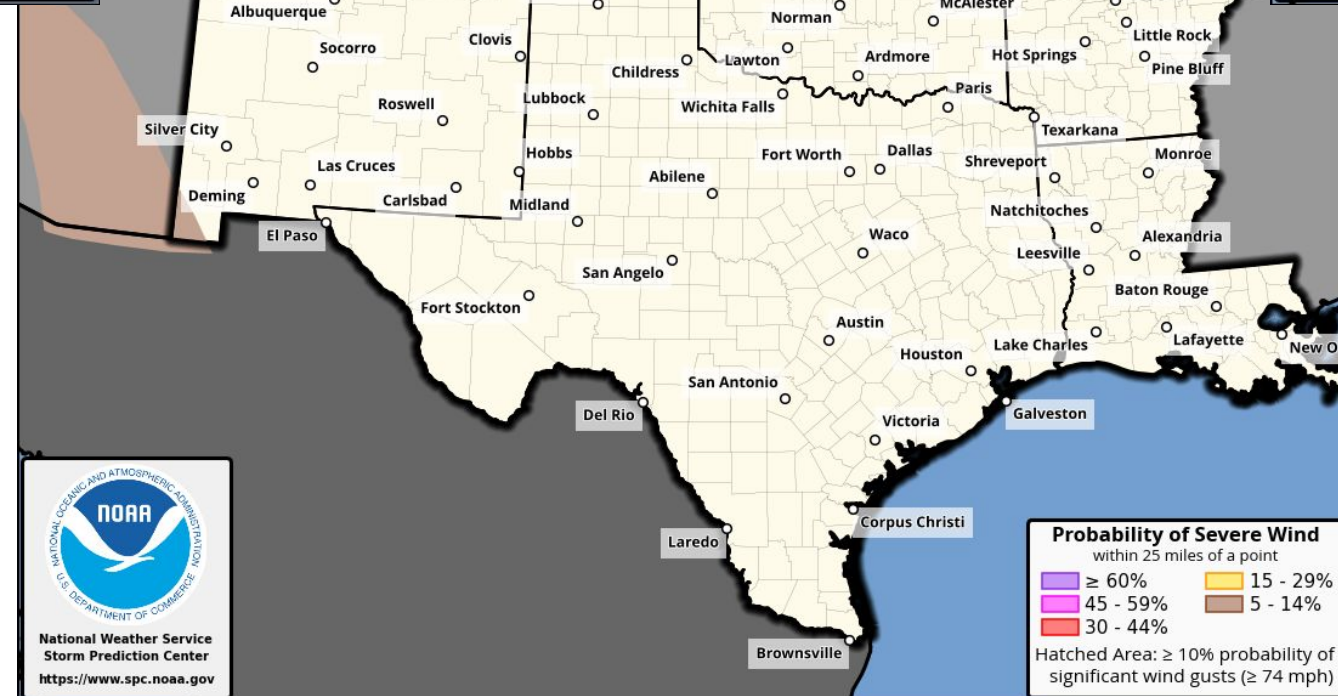 Albuquerque
Norman
McAlester
Socorro
Clovis
Little Rock
Childress
Lawton
Ardmore
Hot Springs
Pine Bluff
Roswell
Lubbock
Wichita Falls
Paris
Silver City
Texarkana
Las Cruces
Hobbs
Fort Worth
Dallas
Shreveport
Monroe
Deming
Carlsbad
Midland
Abilene
Natchitoches
El Paso
Waco
Alexandria
San Angelo
Leesville
Fort Stockton
Baton Rouge
Austin
Houston
Lake Charles
Lafayette
New O
San Antonio
Del Rio
Victoria
Galveston
Corpus Christi
Laredo
Brownsville
NATIONAL OCEANIC AND ATMOSPHERIC ADMINISTRATION
NOAA
U.S. DEPARTMENT OF COMMERCE
National Weather Service
Storm Prediction Center
https://www.spc.noaa.gov
Probability of Severe Wind
within 25 miles of a point
≥ 60% 15 - 29%
45 - 59% 5 - 14%
30 - 44%
Hatched Area: ≥ 10% probability of
significant wind gusts (≥ 74 mph)